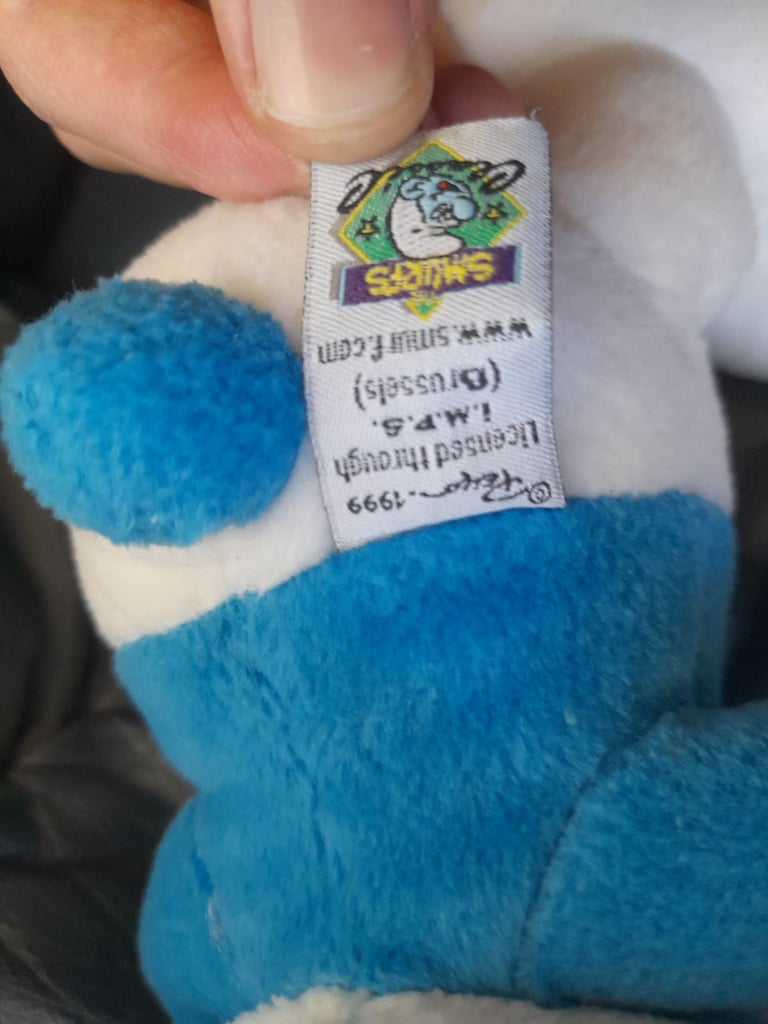 © Peyo - 1999
Licensed through
I.M.P.S.
(Brussels)
www.smurf.com
SMURFS